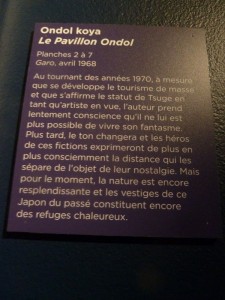 Ondol koya
Le Pavillon Ondol
Planches 2 à 7
Garo, avril 1968
Au tournant des années 1970, à mesure
que se développe le tourisme de masse
et que s'affirme le statut de Tsuge en
tant qu'artiste en vue, l'auteur prend
lentement conscience qu'il ne lui est
plus possible de vivre son fantasme.
Plus tard, le ton changera et les héros
de ces fictions exprimeront de plus en
plus consciemment la distance qui les
sépare de l'objet de leur nostalgie. Mais
pour le moment, la nature est encore
resplendissante et les vestiges de ce
Japon du passé constituent encore
des refuges chaleureux.